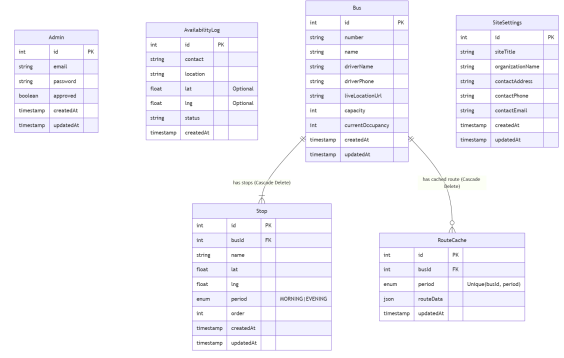 Admin
int id PK
string email
string password
boolean approved
timestamp createdAt
timestamp updatedAt
AvailabilityLog
int id PK
string contact
string location
float lat Optional
float lng Optional
string status
timestamp createdAt
Bus
int id PK
string number
string name
string driverName
string driverPhone
string liveLocationUrl
int capacity
int currentOccupancy
timestamp createdAt
timestamp updatedAt
SiteSettings
int id PK
string siteTitle
string organizationName
string contactAddress
string contactPhone
string contactEmail
timestamp createdAt
timestamp updatedAt
has stops (Cascade Delete)
has cached route (Cascade
Delete)
Stop
int id PK
int busId FK
string name
float lat
float lng
enum period MORNING|EVENING
int order
timestamp createdAt
timestamp updatedAt
RouteCache
int id PK
int busId FK
enum period Unique(busId, period)
json routeData
timestamp updatedAt